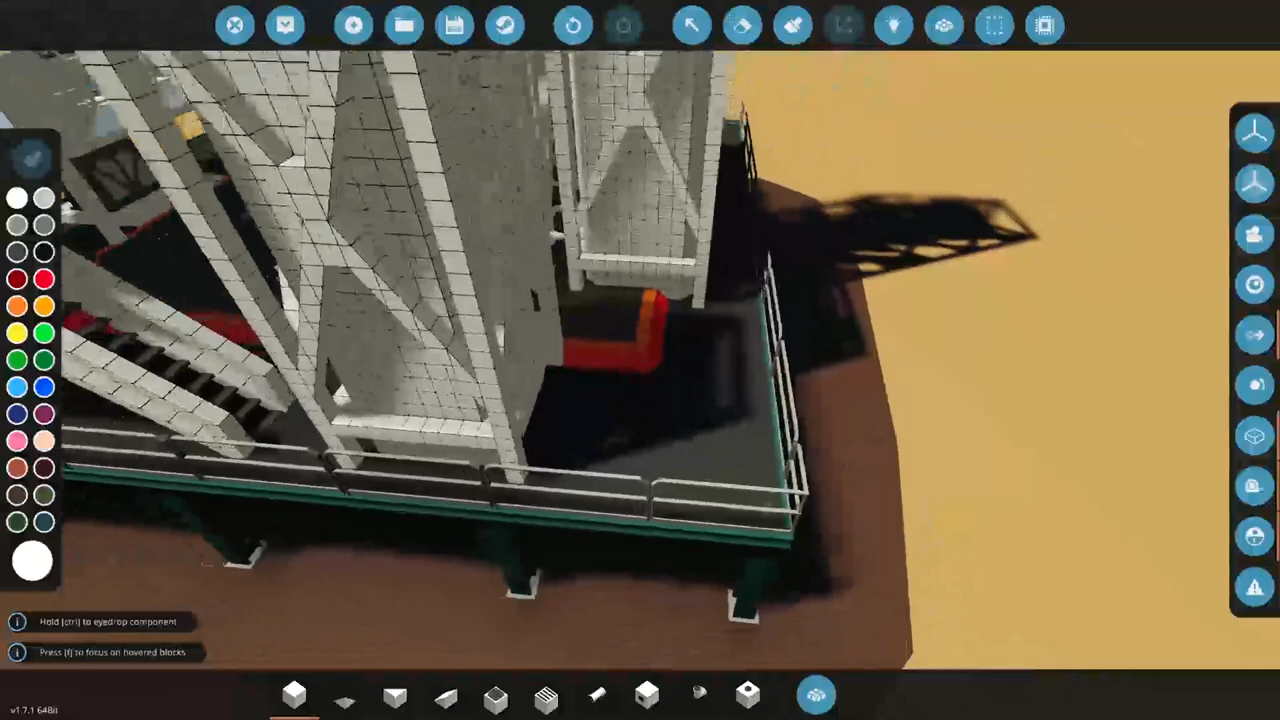 Hold [ctrl] to eyedrop component
Press [f] to focus on hovered blocks
v1.7.1 64Bit